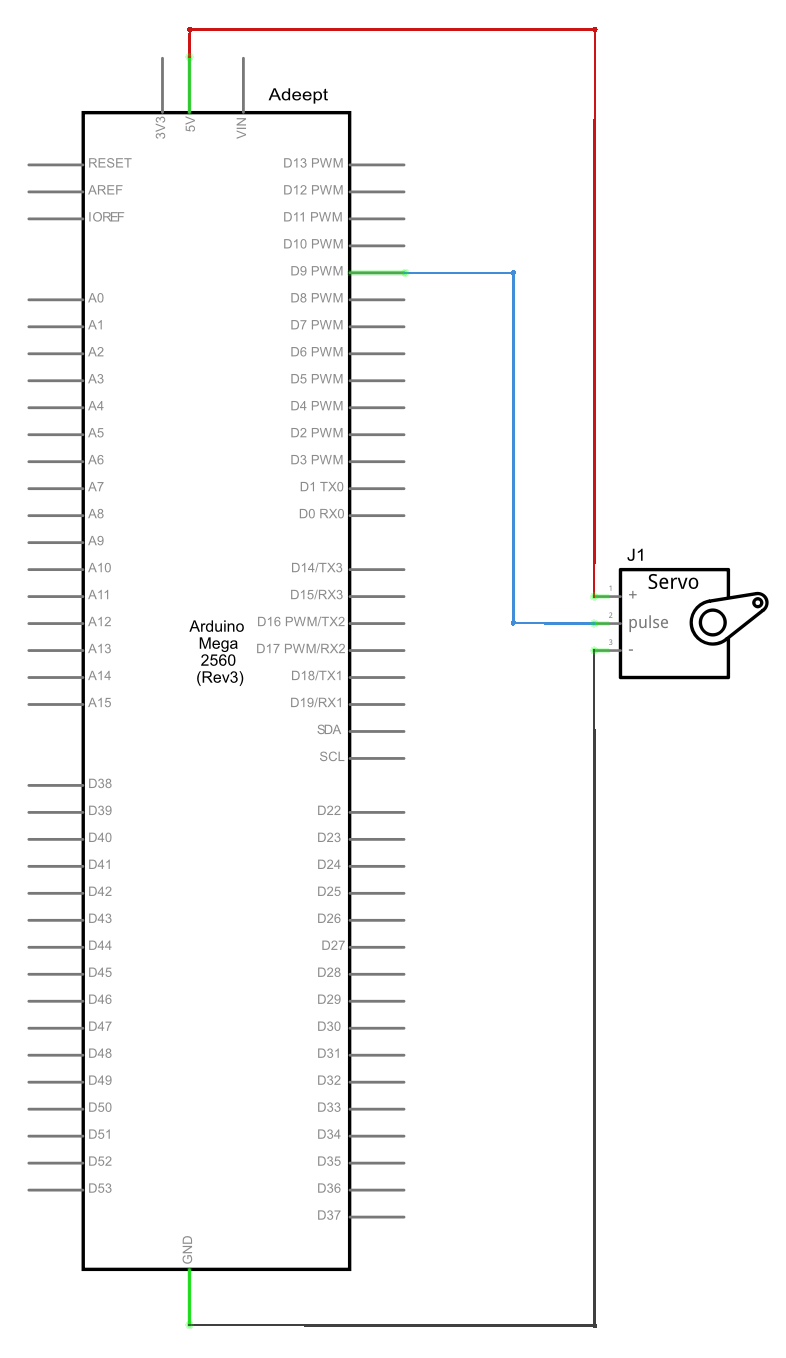 Adeept
3V3
5V
VIN
RESET
AREF
IOREF
A0
A1
A2
A3
A4
A5
A6
A7
A8
A9
A10
A11
A12
A13
A14
A15
D38
D39
D40
D41
D42
D43
D44
D45
D46
D47
D48
D49
D50
D51
D52
D53
Arduino
Mega
2560
(Rev3)
D13 PWM
D12 PWM
D11 PWM
D10 PWM
D9 PWM
D8 PWM
D7 PWM
D6 PWM
D5 PWM
D4 PWM
D2 PWM
D3 PWM
D1 TX0
D0 RX0
D14/TX3
D15/RX3
D16 PWM/TX2
D17 PWM/RX2
D18/TX1
D19/RX1
SDA
SCL
D22
D23
D24
D25
D26
D27
D28
D29
D30
D31
D32
D33
D34
D35
D36
D37
GND
J1
Servo
1 +
2 pulse
3 -